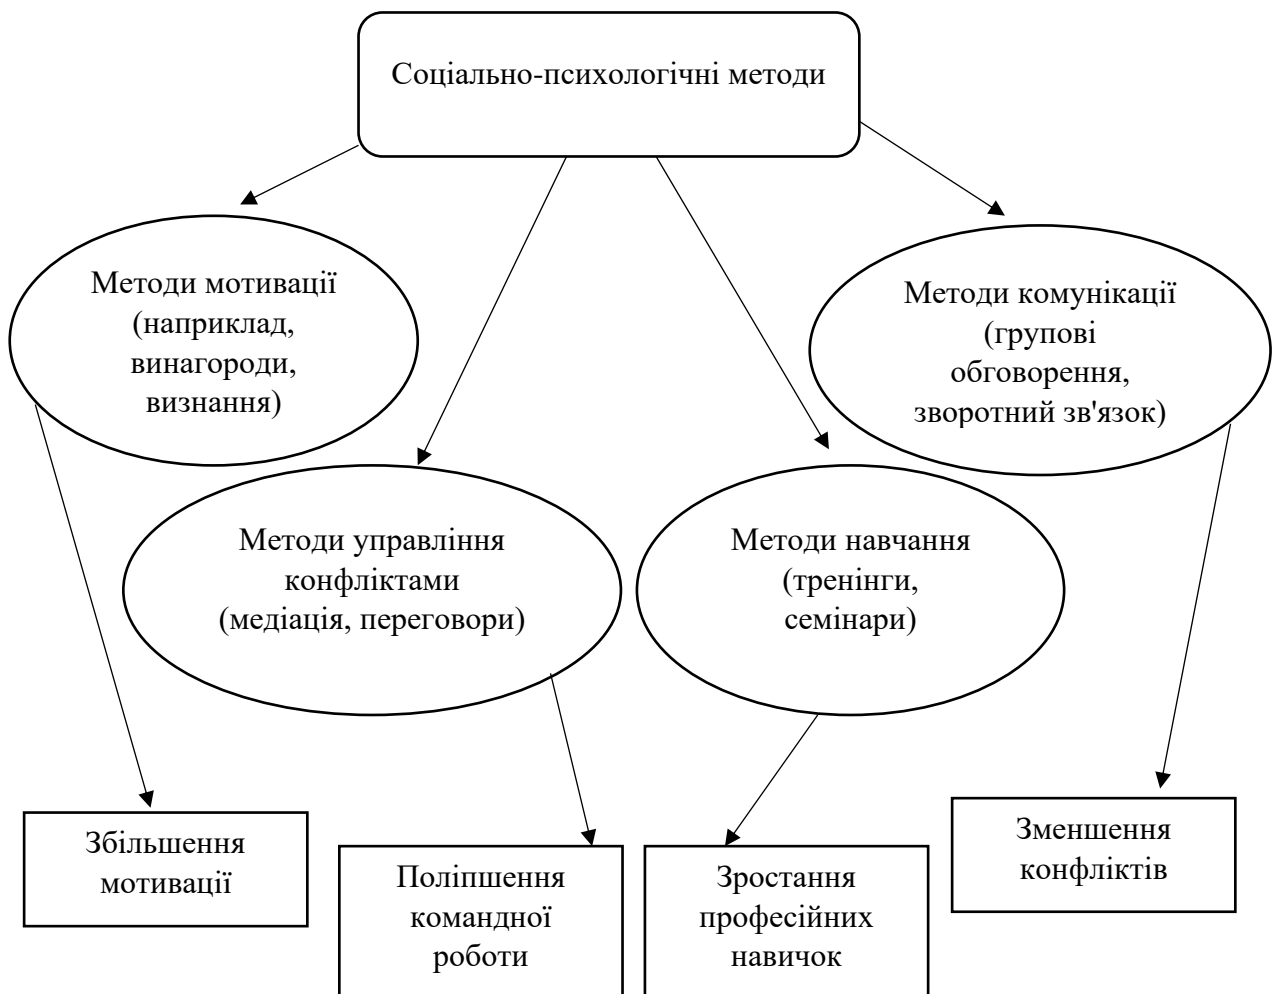 Соціально-психологічні методи
Методи мотивації
(наприклад,
винагороди,
визнання)
Методи комунікації
(групові
обговорення,
зворотний зв'язок)
Методи управління
конфліктами
(медіація, переговори)
Методи навчання
(тренінги,
семінари)
Збільшення
мотивації
Поліпшення
командної
роботи
Зростання
професійних
навичок
Зменшення
конфліктів